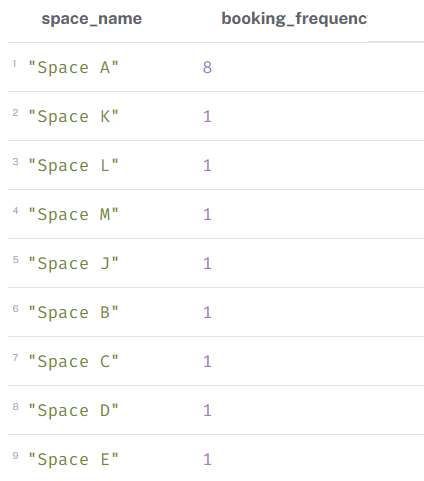 space_name booking_frequenc
1 "Space A" 8
2 "Space K" 1
3 "Space L" 1
4 "Space M" 1
5 "Space J" 1
6 "Space B" 1
7 "Space C" 1
8 "Space D" 1
9 "Space E" 1